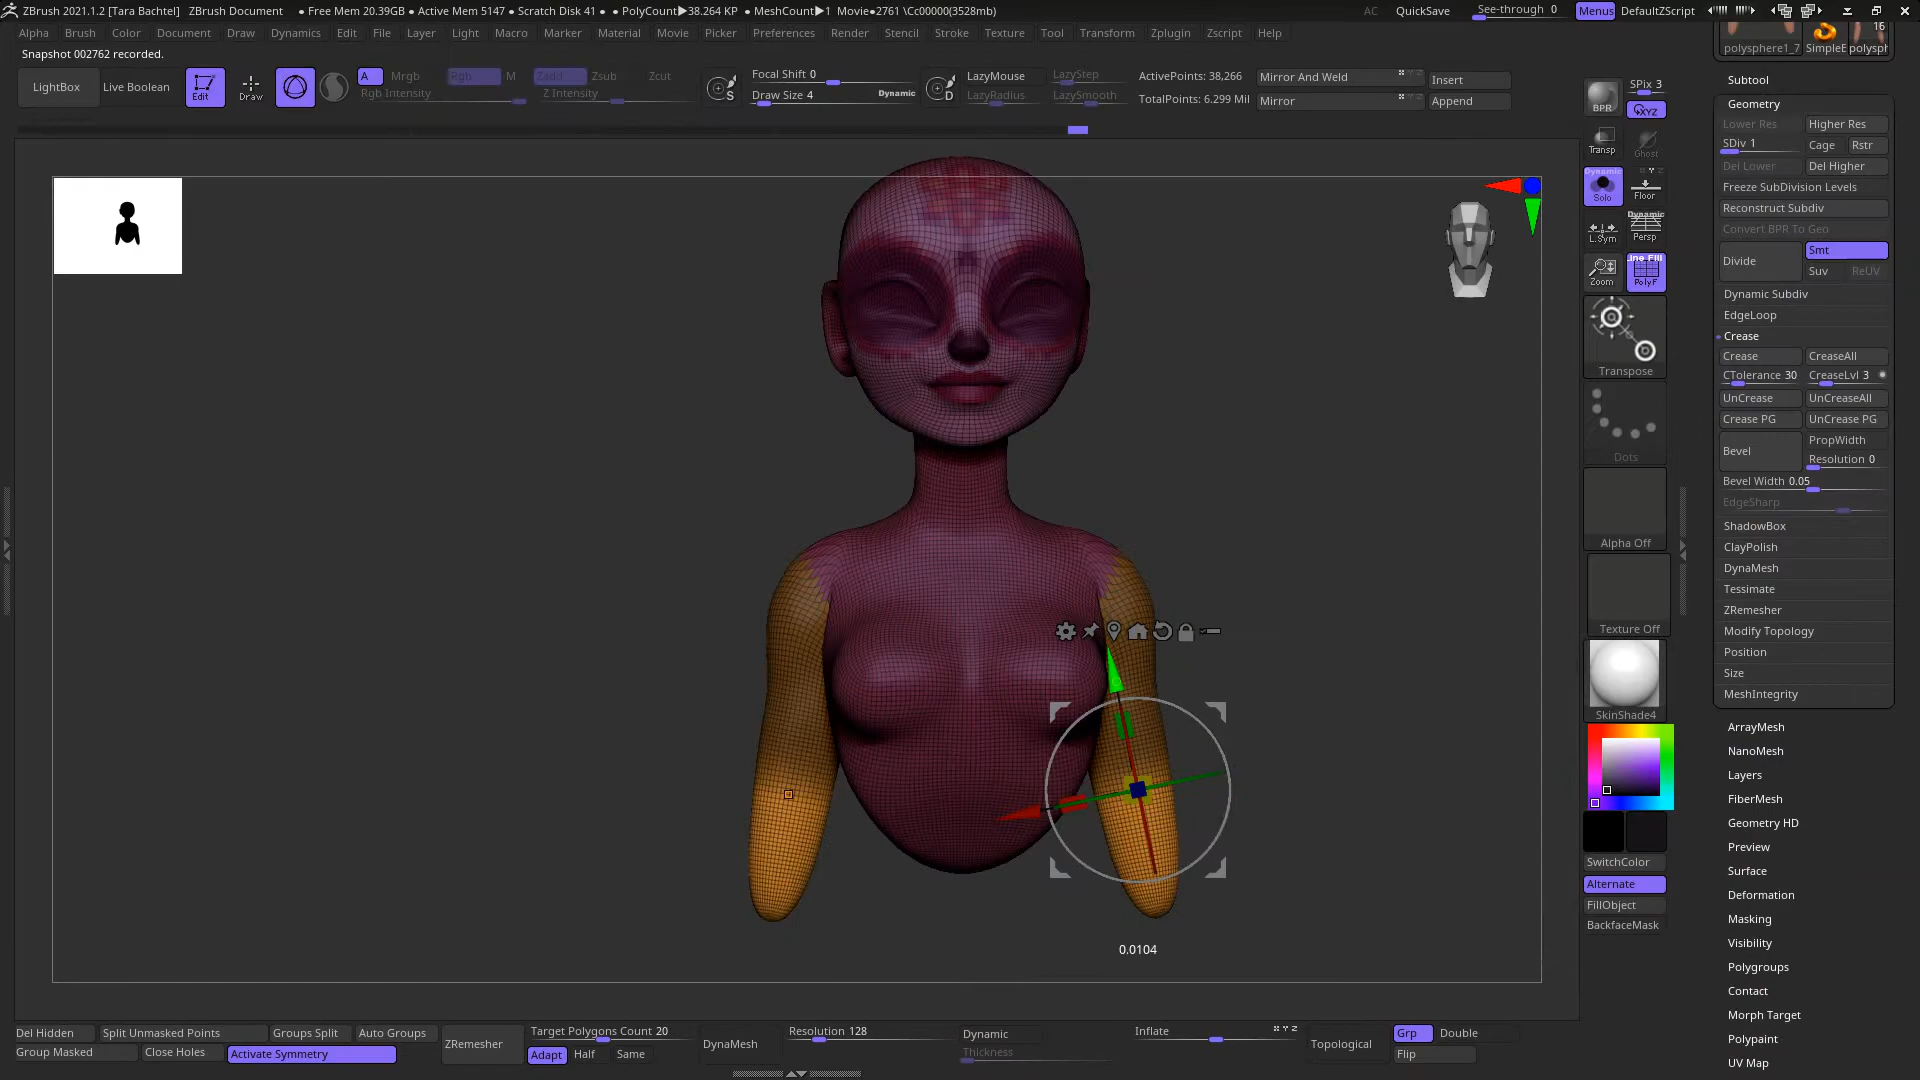 ZBrush 2021.1.2 [Tara Bachtel] ZBrush Document • Free Mem 20.39GB • Active Mem 5147 • Scratch Disk 41 • PolyCount▶38.264 KP • MeshCount▶1 Movie●2761 \Cc00000(3528mb) AC QuickSave See-through 0 Menus DefaultZScript
Alpha Brush Color Document Draw Dynamics Edit File Layer Light Macro Marker Material Movie Picker Preferences Render Stencil Stroke Texture Tool Transform Zplugin Zscript Help
Snapshot 002762 recorded.
LightBox Live Boolean Edit Draw
A Mrgb Rgb M Zadd Zsub Zcut
Rgb Intensity Z Intensity
S Focal Shift 0
Draw Size 4 Dynamic
D LazyMouse LazyStep
LazyRadius LazySmooth
ActivePoints: 38,266
TotalPoints: 6.299 Mil
Mirror And Weld Insert
Mirror Append
BPR SPix 3
XYZ
Transp Ghost
Dynamic
Solo Floor
L.Sym Dynamic
Persp
Zoom Line Fill
PolyF
Transpose
Dots
Alpha Off
Texture Off
SkinShade4
SwitchColor
Alternate
FillObject
BackfaceMask
16
polysphere1_7 SimpleE polysph
Subtool
Geometry
Lower Res Higher Res
SDiv 1 Cage Rstr
Del Lower Del Higher
Freeze SubDivision Levels
Reconstruct Subdiv
Convert BPR To Geo
Divide Smt
Suv ReUV
Dynamic Subdiv
EdgeLoop
Crease
Crease CreaseAll
CTolerance 30 CreaseLvl 3
UnCrease UnCreaseAll
Crease PG UnCrease PG
Bevel PropWidth
Resolution 0
Bevel Width 0.05
EdgeSharp
ShadowBox
ClayPolish
DynaMesh
Tessimate
ZRemesher
Modify Topology
Position
Size
MeshIntegrity
ArrayMesh
NanoMesh
Layers
FiberMesh
Geometry HD
Preview
Surface
Deformation
Masking
Visibility
Polygroups
Contact
Morph Target
Polypaint
UV Map
0.0104
Del Hidden Split Unmasked Points Groups Split Auto Groups
Group Masked Close Holes Activate Symmetry
ZRemesher Target Polygons Count 20
Adapt Half Same
DynaMesh Resolution 128
Dynamic
Thickness
Inflate
Topological Grp Double
Flip